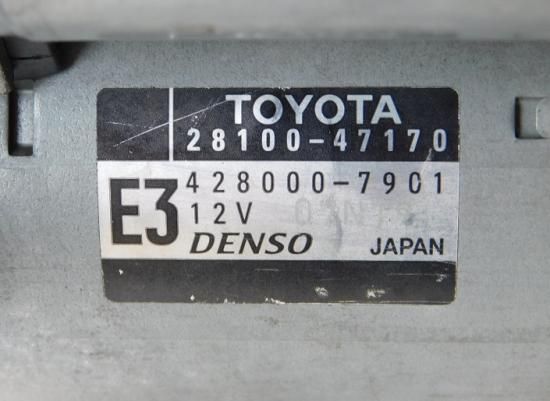 TOYOTA
28100-47170
E3
428000-7901
12V
DENSO
JAPAN